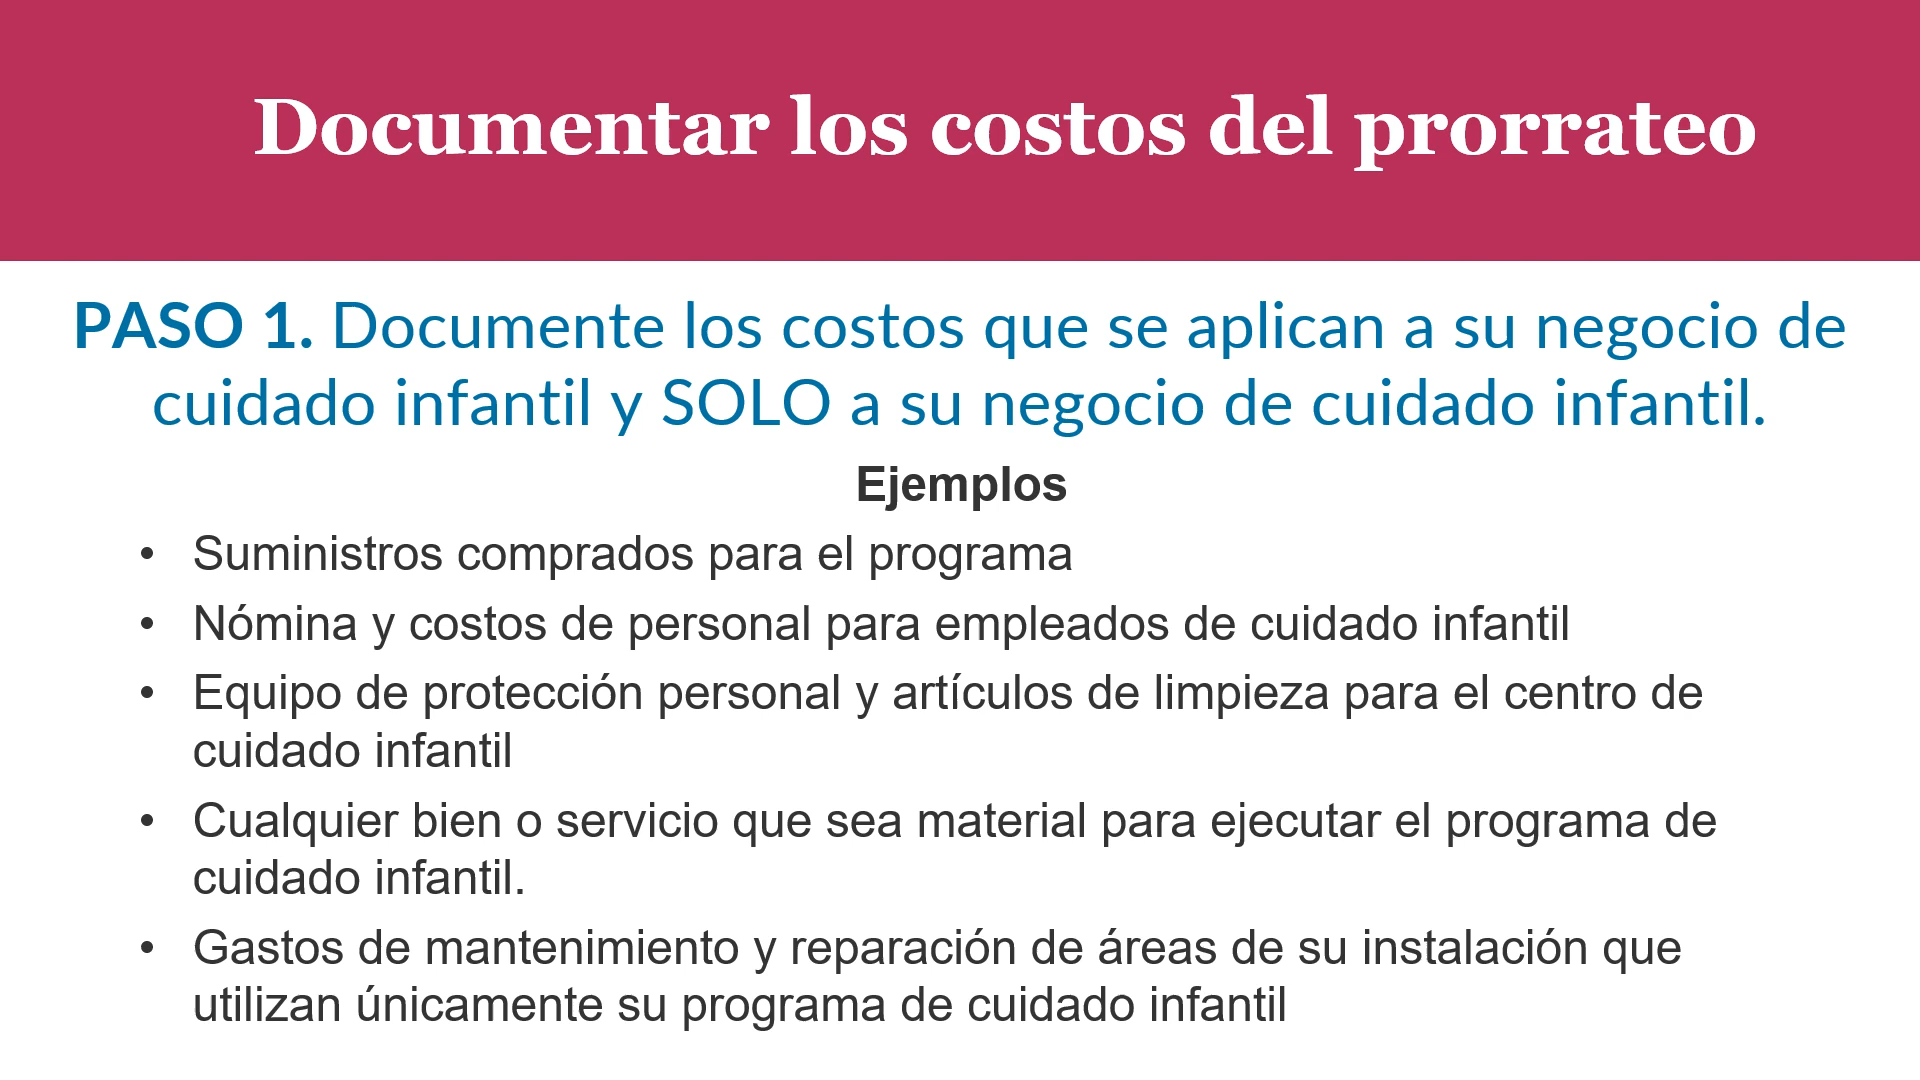 Documentar los costos del prorrateo
PASO 1. Documente los costos que se aplican a su negocio de
cuidado infantil y SOLO a su negocio de cuidado infantil.
Ejemplos
• Suministros comprados para el programa
• Nómina y costos de personal para empleados de cuidado infantil
• Equipo de protección personal y artículos de limpieza para el centro de
cuidado infantil
• Cualquier bien o servicio que sea material para ejecutar el programa de
cuidado infantil.
• Gastos de mantenimiento y reparación de áreas de su instalación que
utilizan únicamente su programa de cuidado infantil